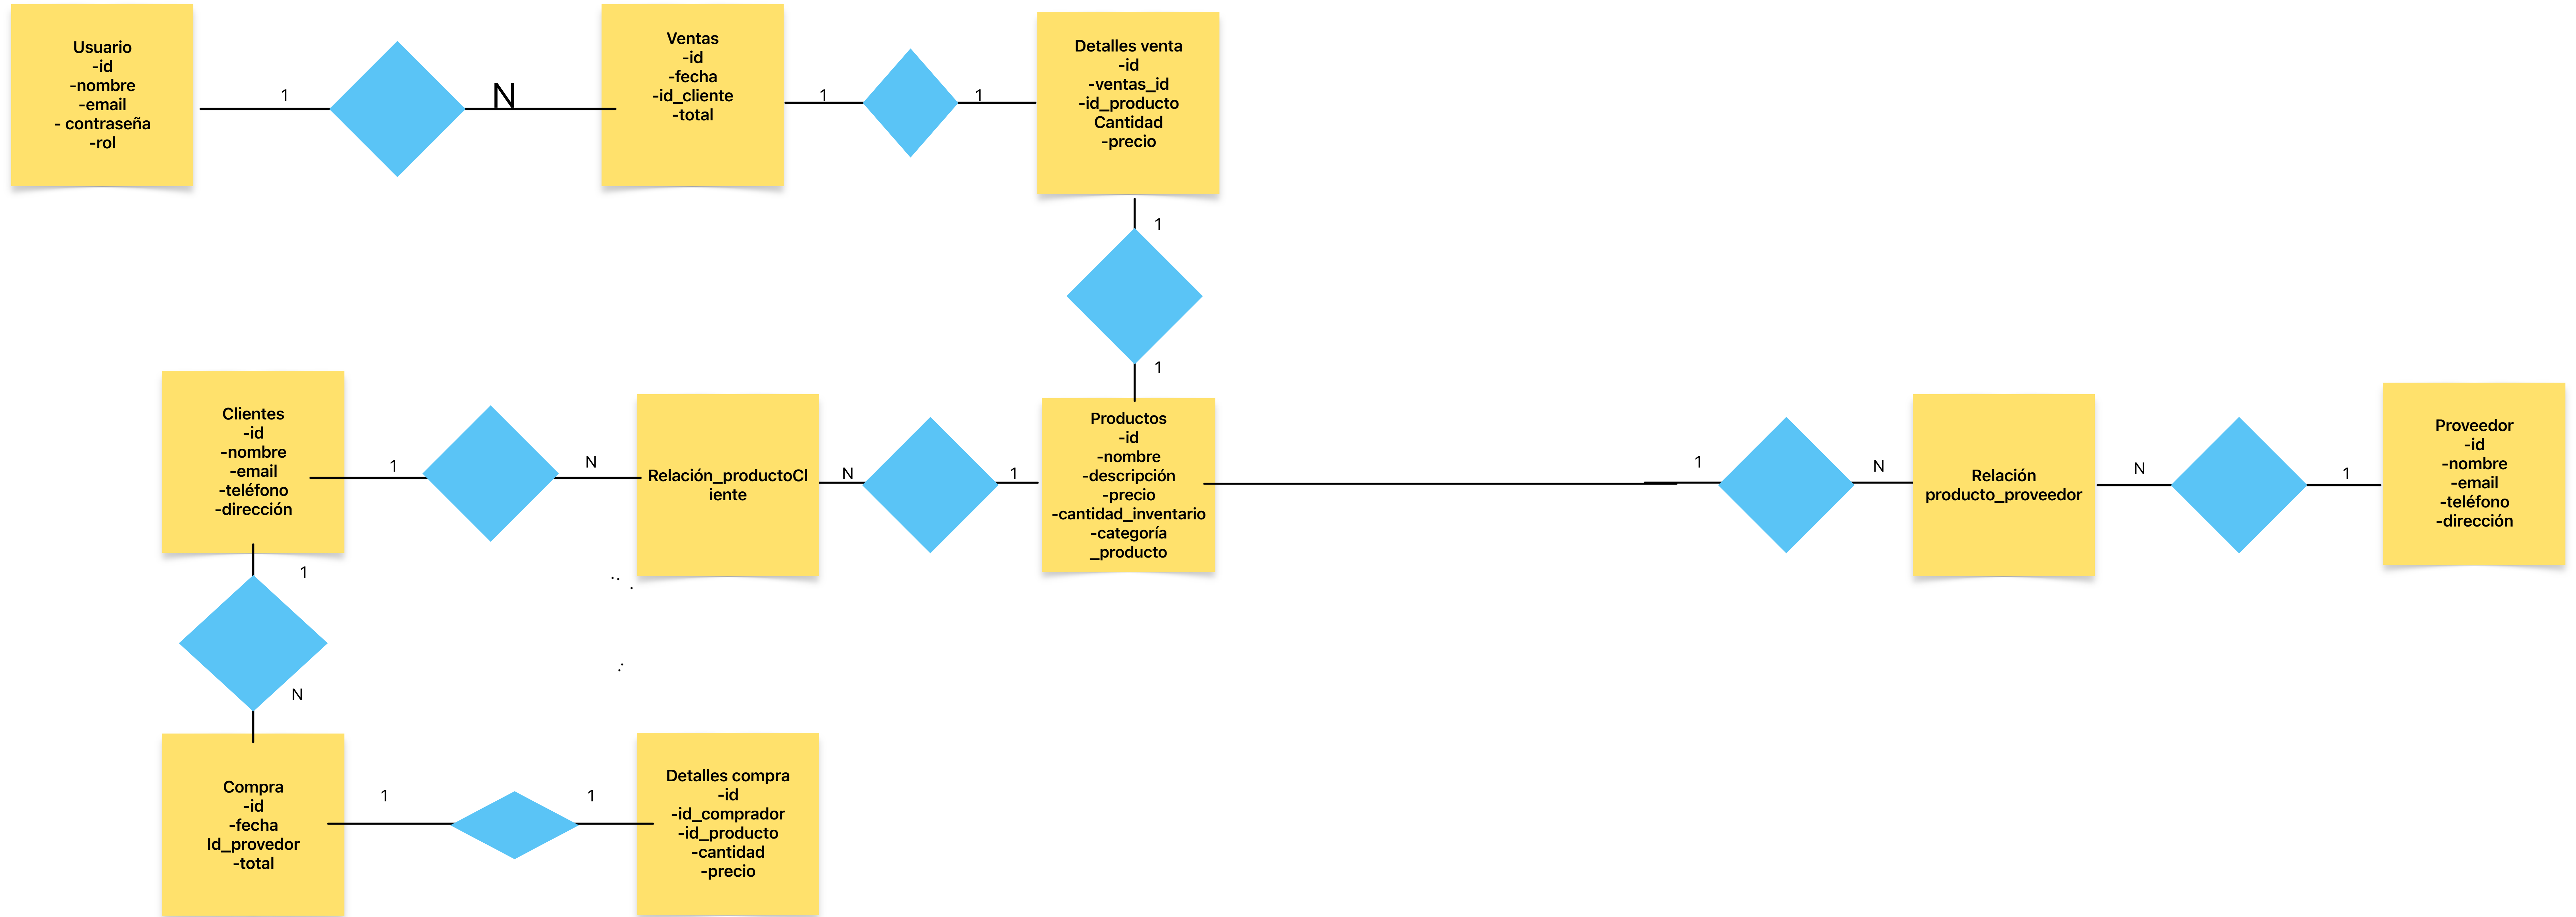 Usuario
-id
-nombre
-email
- contraseña
-rol
1
N
Ventas
-id
-fecha
-id_cliente
-total
1
1
Detalles venta
-id
-ventas_id
-id_producto
Cantidad
-precio
1
1
Clientes
-id
-nombre
-email
-teléfono
-dirección
1
N
Relación_productoCl
iente
N
1
Productos
-id
-nombre
-descripción
-precio
-cantidad_inventario
-categoría
_producto
1
N
Relación
producto_proveedor
N
1
Proveedor
-id
-nombre
-email
-teléfono
-dirección
1
N
Compra
-id
-fecha
Id_provedor
-total
1
1
Detalles compra
-id
-id_comprador
-id_producto
-cantidad
-precio